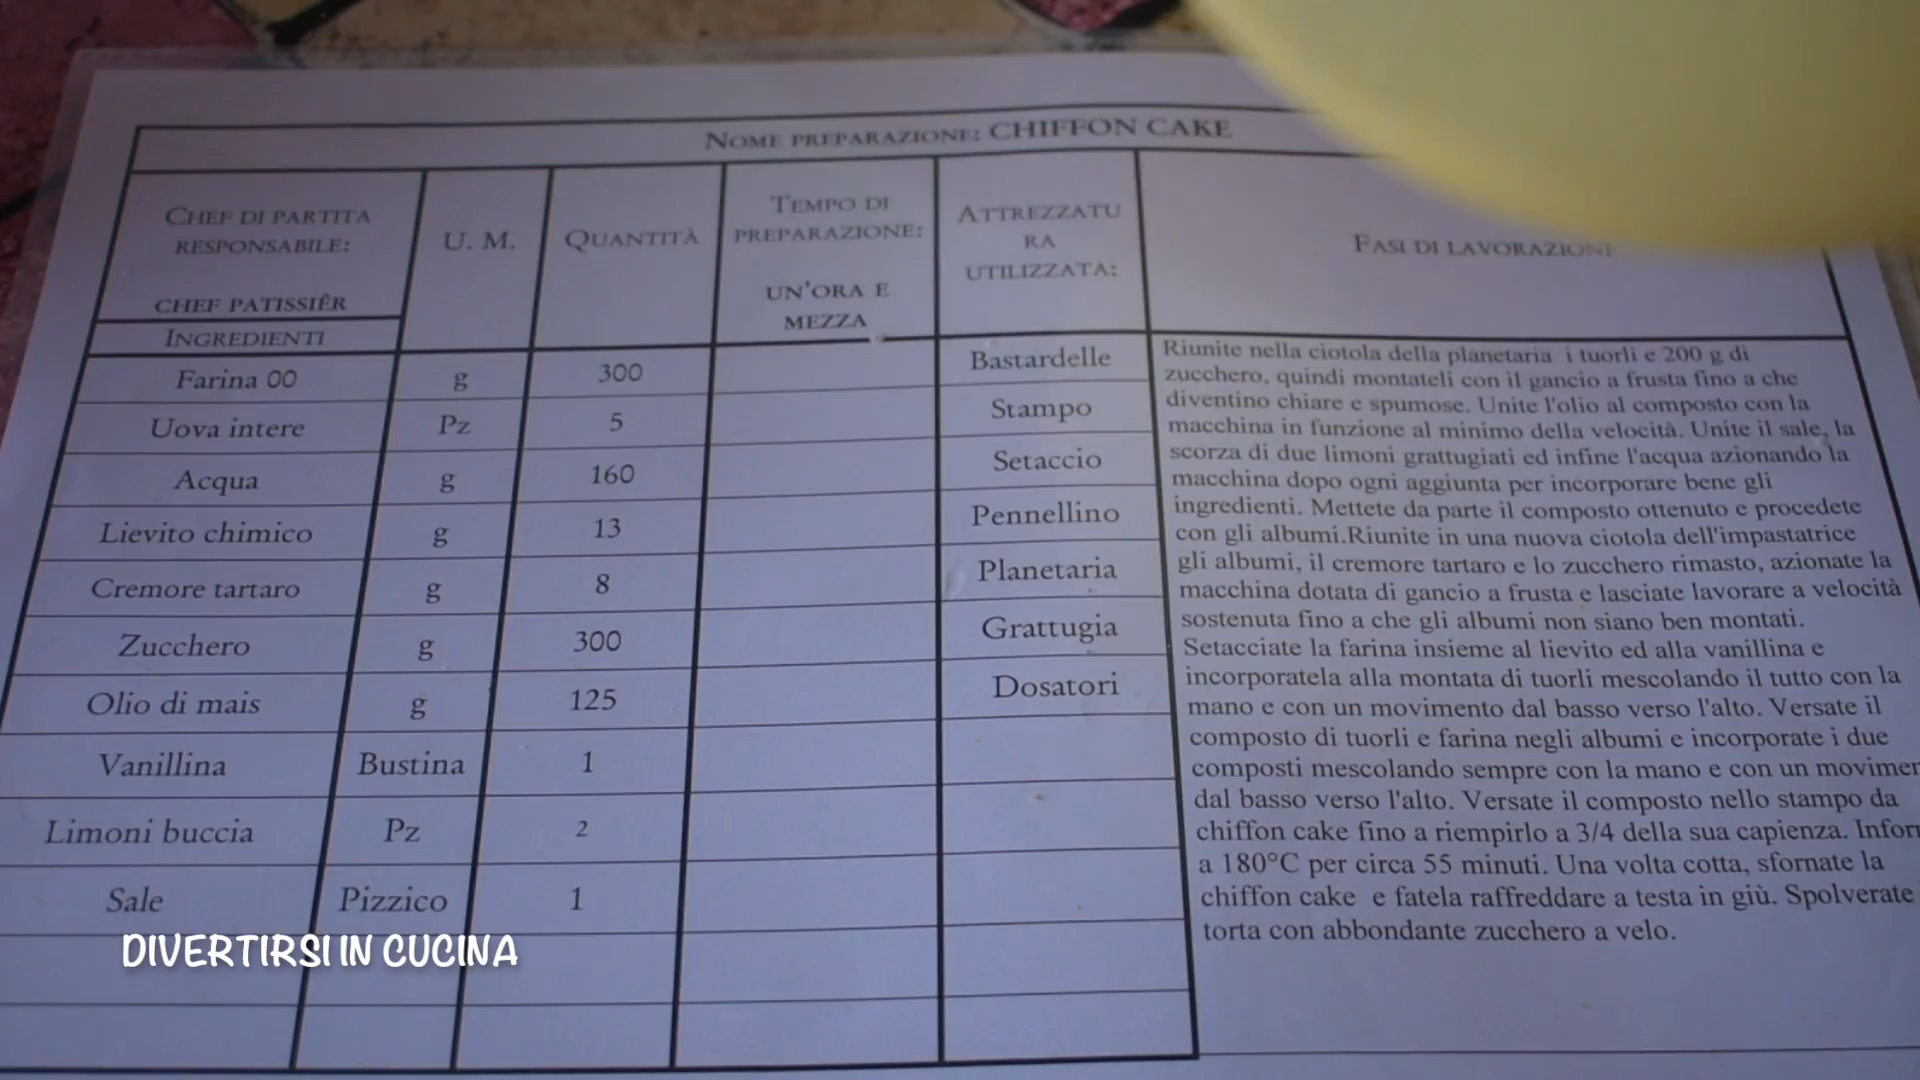 NOME PREPARAZIONE: CHIFFON CAKE
CHEF DI PARTITA
RESPONSABILE:
CHEF PATISSIÊR
U. M.
QUANTITÀ
TEMPO DI
PREPARAZIONE:
UN'ORA E
MEZZA
ATTREZZATU
RA
UTILIZZATA:
FASI DI LAVORAZIONE
INGREDIENTI
Farina 00 g 300
Uova intere Pz 5
Acqua g 160
Lievito chimico g 13
Cremore tartaro g 8
Zucchero g 300
Olio di mais g 125
Vanillina Bustina 1
Limoni buccia Pz 2
Sale Pizzico 1
Bastardelle
Stampo
Setaccio
Pennellino
Planetaria
Grattugia
Dosatori
Riunite nella ciotola della planetaria i tuorli e 200 g di
zucchero, quindi montateli con il gancio a frusta fino a che
diventino chiare e spumose. Unite l'olio al composto con la
macchina in funzione al minimo della velocità. Unite il sale, la
scorza di due limoni grattugiati ed infine l'acqua azionando la
macchina dopo ogni aggiunta per incorporare bene gli
ingredienti. Mettete da parte il composto ottenuto e procedete
con gli albumi.Riunite in una nuova ciotola dell'impastatrice
gli albumi, il cremore tartaro e lo zucchero rimasto, azionate la
macchina dotata di gancio a frusta e lasciate lavorare a velocità
sostenuta fino a che gli albumi non siano ben montati.
Setacciate la farina insieme al lievito ed alla vanillina e
incorporatela alla montata di tuorli mescolando il tutto con la
mano e con un movimento dal basso verso l'alto. Versate il
composto di tuorli e farina negli albumi e incorporate i due
composti mescolando sempre con la mano e con un
dal basso verso l'alto. Versate il composto nello stampo da
chiffon cake fino a riempirlo a 3/4 della sua capienza.
a 180°C per circa 55 minuti. Una volta cotta, sfornate la
chiffon cake e fatela raffreddare a testa in giù. Spolverate
torta con abbondante zucchero a velo.
DIVERTIRSI IN CUCINA